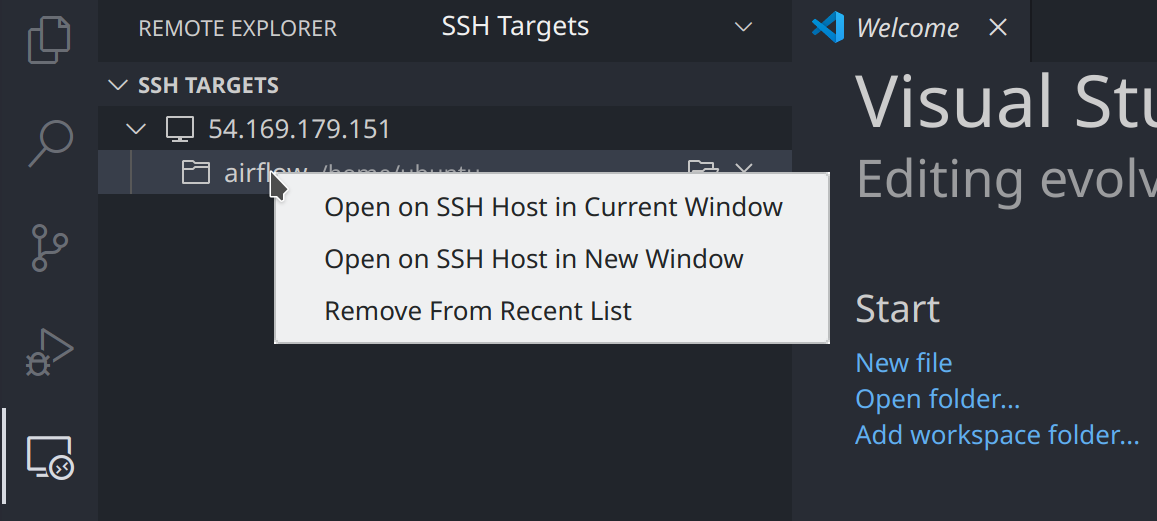 REMOTE EXPLORER
SSH Targets
SSH TARGETS
54.169.179.151
airflow /home/ubuntu
Open on SSH Host in Current Window
Open on SSH Host in New Window
Remove From Recent List
Welcome
Visual Stu
Editing evolv
Start
New file
Open folder...
Add workspace folder...